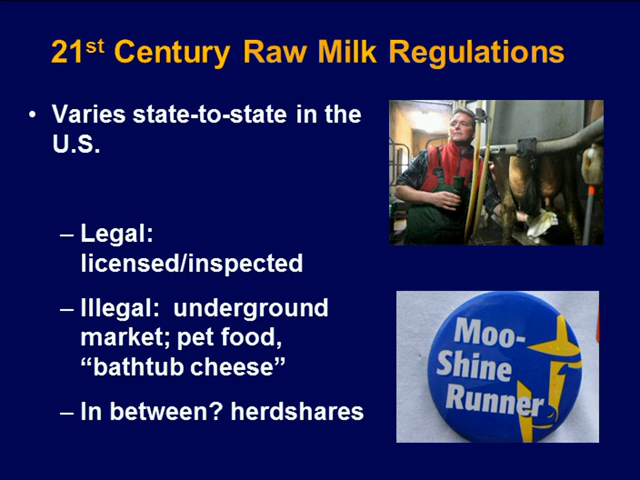 21st Century Raw Milk Regulations
• Varies state-to-state in the
U.S.
– Legal:
licensed/inspected
– Illegal:  underground
market; pet food,
“bathtub cheese”
– In between? herdshares
Moo-
Shine
Runner